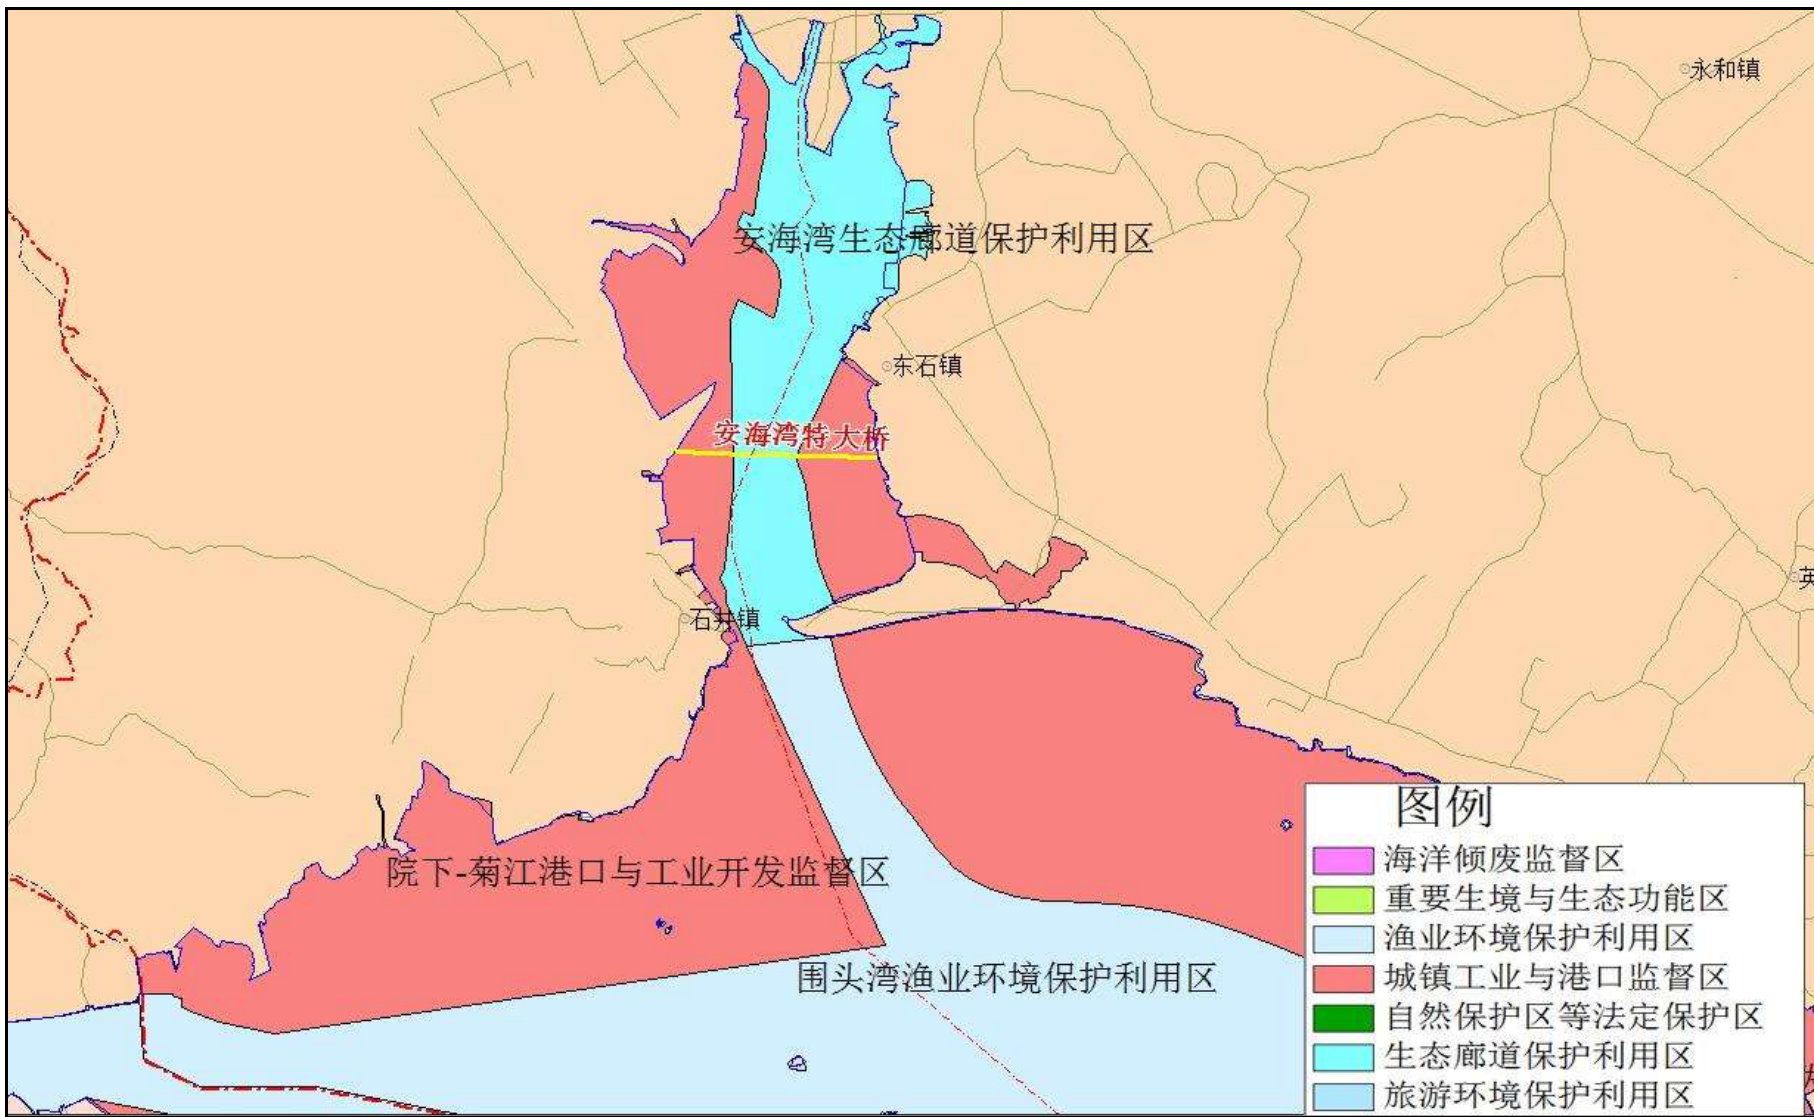 永和镇
安海湾生态廊道保护利用区
东石镇
安海湾特大桥
英
石井镇
院下-菊江港口与工业开发监督区
围头湾渔业环境保护利用区
图例
海洋倾废监督区
重要生境与生态功能区
渔业环境保护利用区
城镇工业与港口监督区
自然保护区等法定保护区
生态廊道保护利用区
旅游环境保护利用区